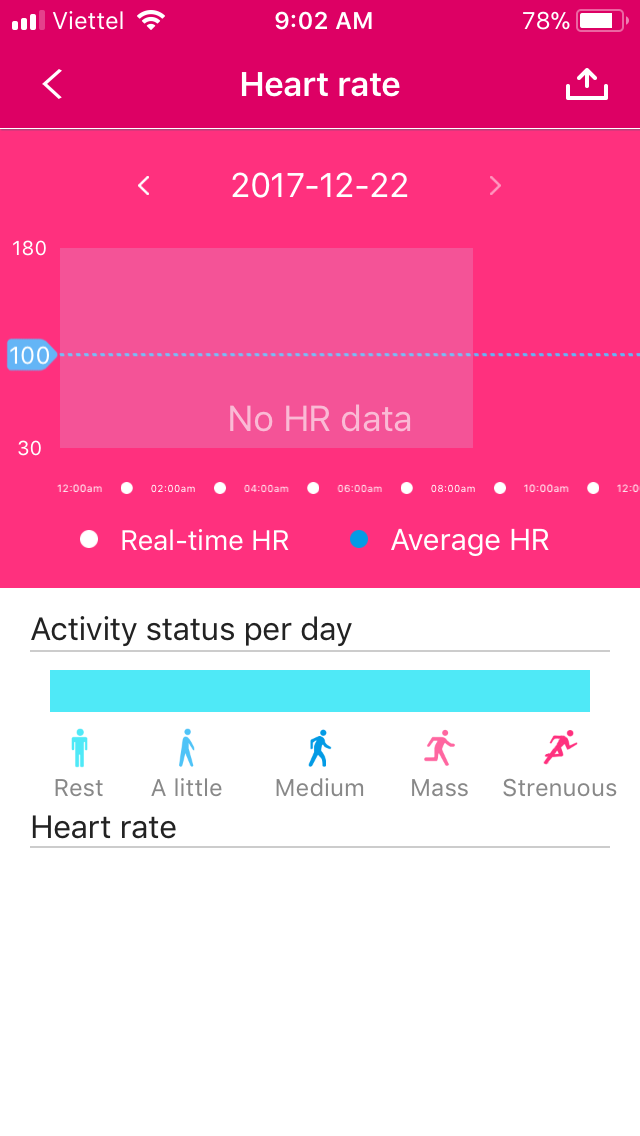 Viettel 9:02 AM 78%
Heart rate
2017-12-22
180
100
No HR data
30
12:00am 02:00am 04:00am 06:00am 08:00am 10:00am 12:0
Real-time HR Average HR
Activity status per day
Rest A little Medium Mass Strenuous
Heart rate